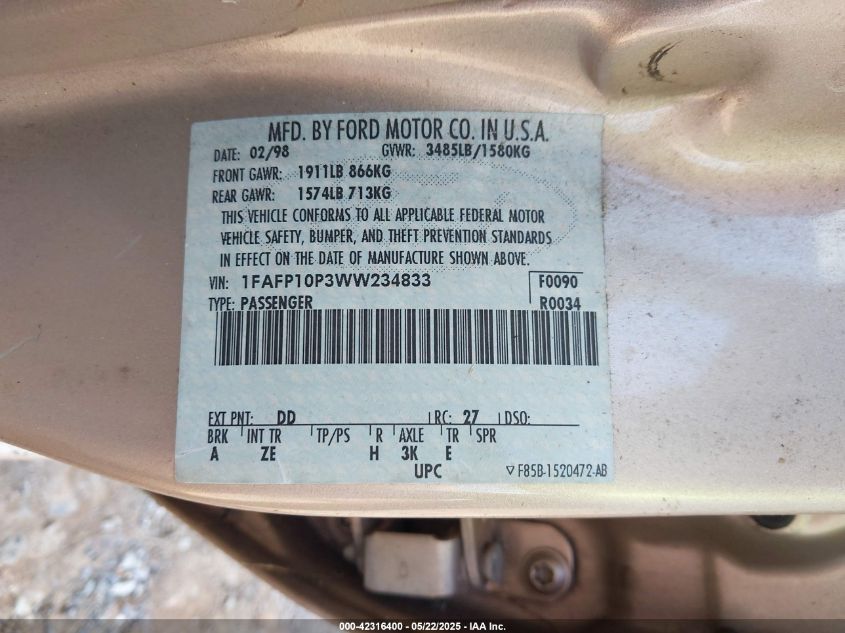 MFD. BY FORD MOTOR CO. IN U.S.A.
DATE: 02/98 GVWR: 3485LB/1580KG
FRONT GAWR: 1911LB 866KG
REAR GAWR: 1574LB 713KG
THIS VEHICLE CONFORMS TO ALL APPLICABLE FEDERAL MOTOR
VEHICLE SAFETY, BUMPER, AND THEFT PREVENTION STANDARDS
IN EFFECT ON THE DATE OF MANUFACTURE SHOWN ABOVE.
VIN: 1FAFP10P3WW234833 F0090
TYPE: PASSENGER R0034
EXT PNT: DD RC: 27 DSO:
BRK INT TR TP/PS R AXLE TR SPR
A ZE H 3K E
UPC F85B-1520472-AB
000-42316400 - 05/22/2025 - IAA Inc.